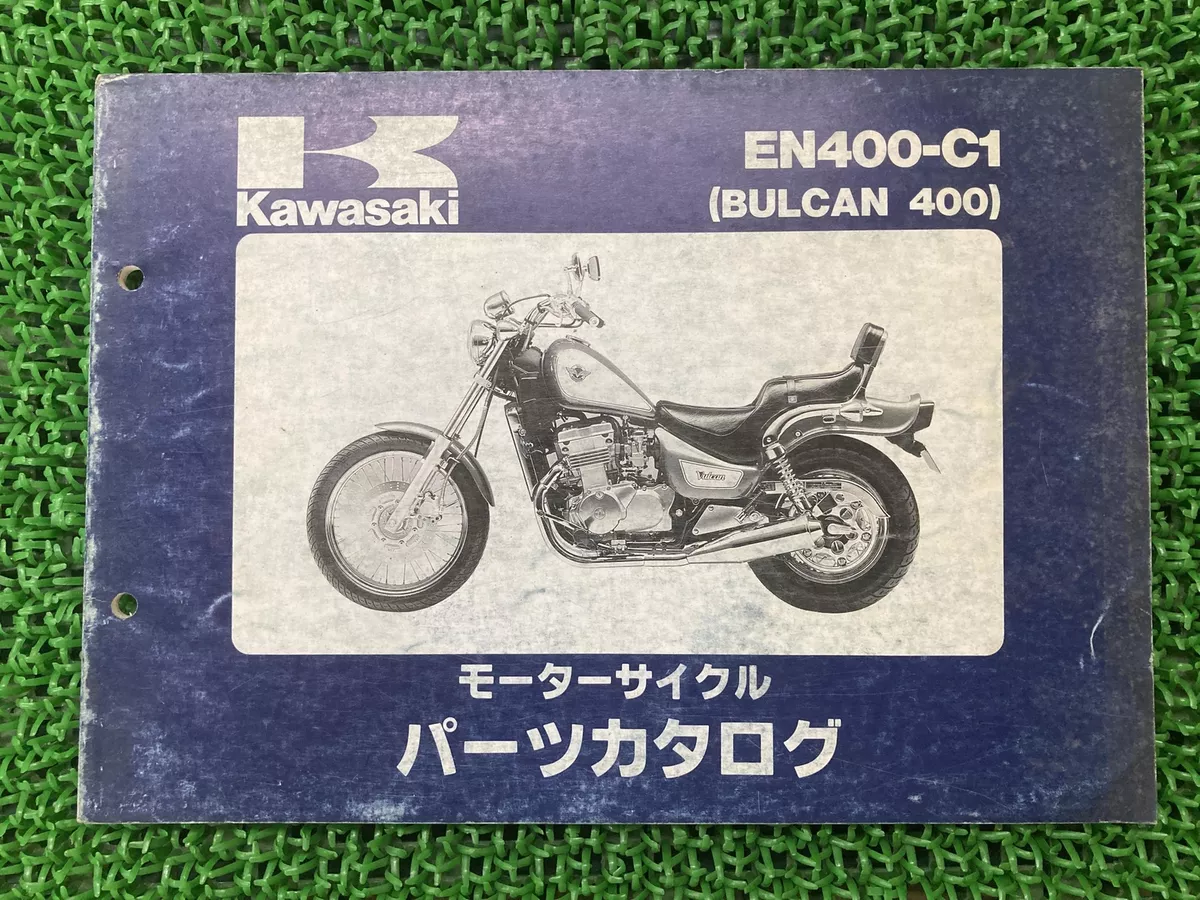 Kawasaki
EN400-C1
(BULCAN 400)
Vulcan
モーターサイクル
パーツカタログ